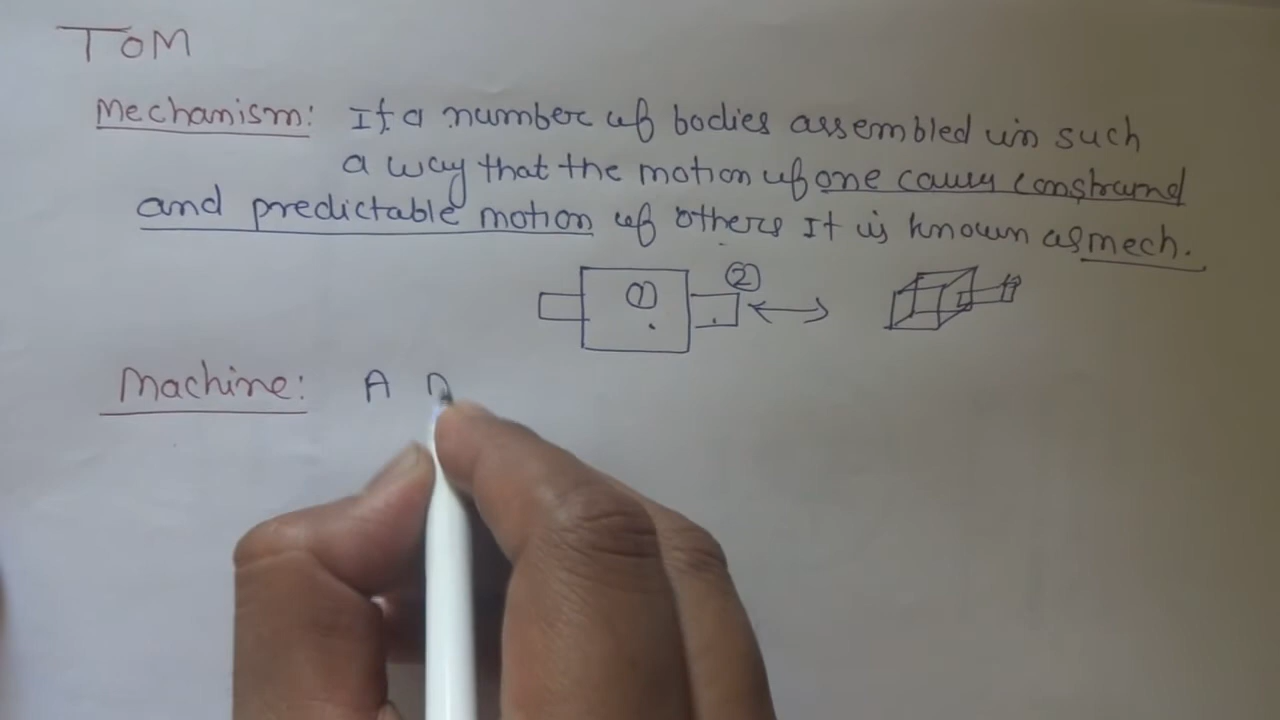 TOM
Mechanism: If a number of bodies assembled in such
a way that the motion of one causes constrained
and predictable motion of others It is known as mech.
① ②
Machine: A